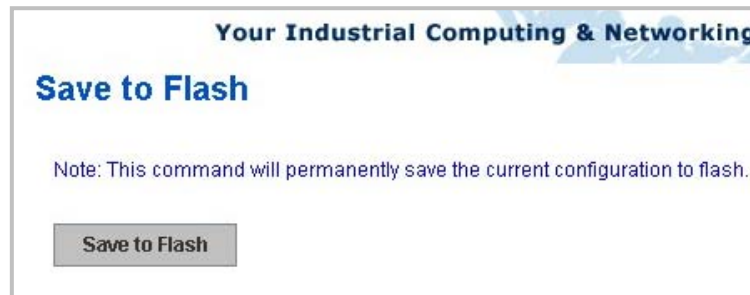 Your Industrial Computing & Networking
Save to Flash
Note: This command will permanently save the current configuration to flash.
Save to Flash